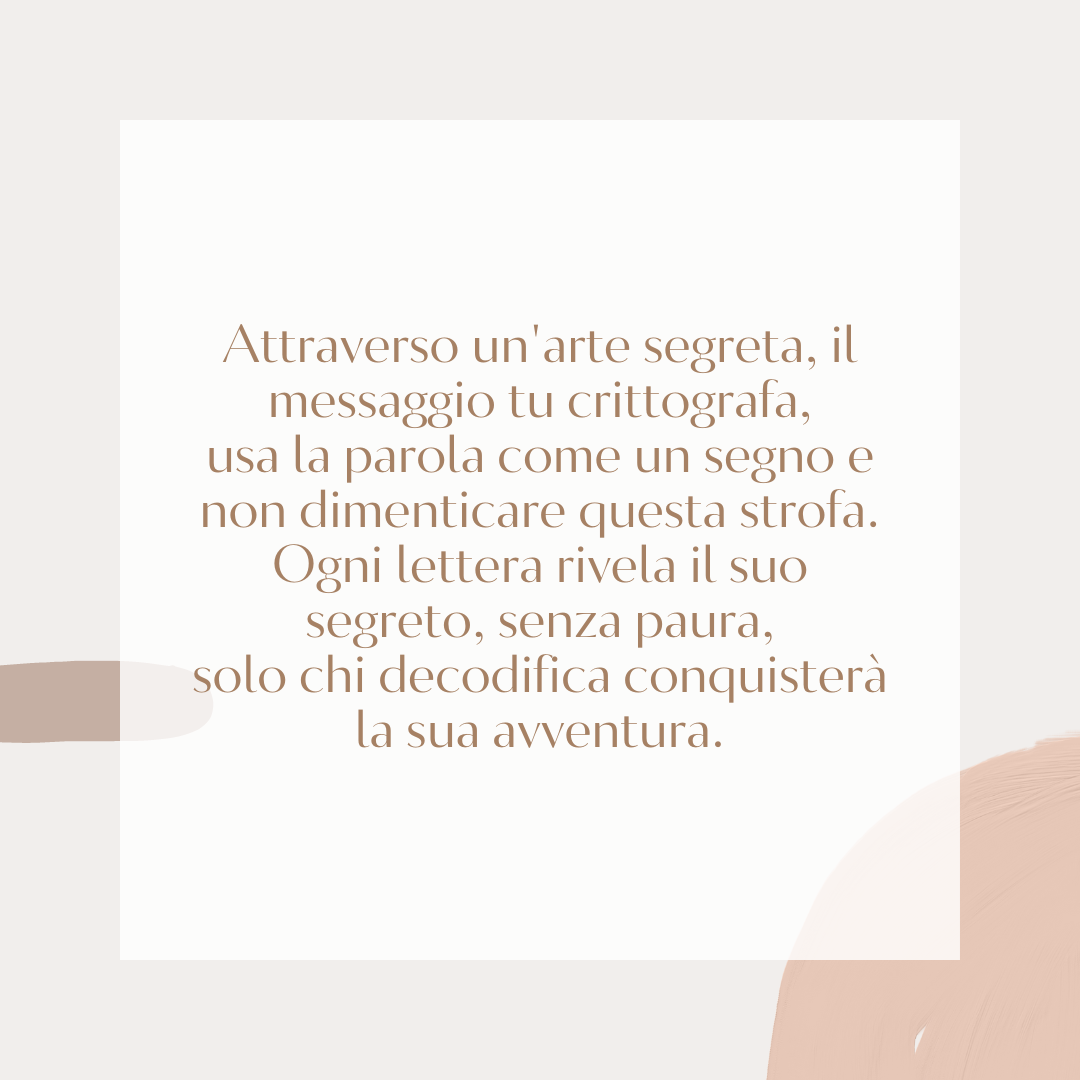 Attraverso un'arte segreta, il
messaggio tu crittografa,
usa la parola come un segno e
non dimenticare questa strofa.
Ogni lettera rivela il suo
segreto, senza paura,
solo chi decodifica conquisterà
la sua avventura.